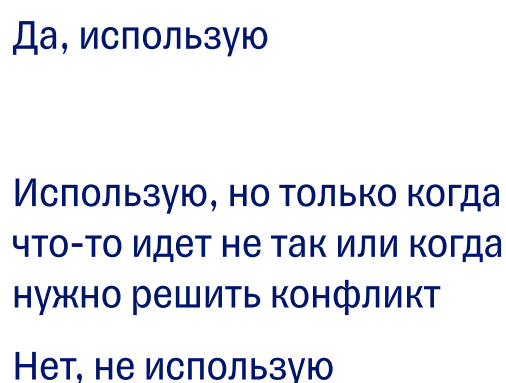 Да, использую
Использую, но только когда
что-то идет не так или когда
нужно решить конфликт
Нет, не использую